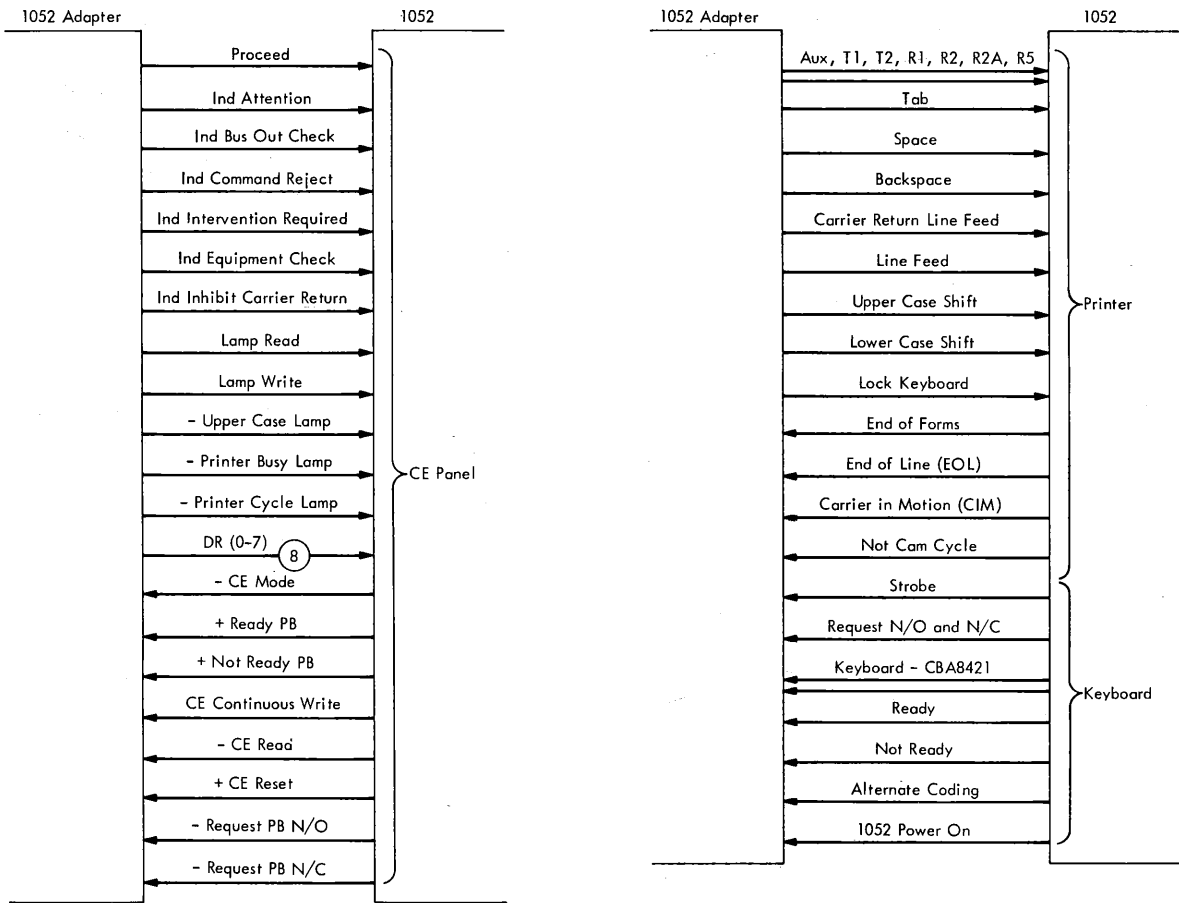 1052 Adapter
1052
Proceed
Ind Attention
Ind Bus Out Check
Ind Command Reject
Ind Intervention Required
Ind Equipment Check
Ind Inhibit Carrier Return
Lamp Read
Lamp Write
- Upper Case Lamp
- Printer Busy Lamp
- Printer Cycle Lamp
DR (0-7)
8
- CE Mode
+ Ready PB
+ Not Ready PB
CE Continuous Write
- CE Read
+ CE Reset
- Request PB N/O
- Request PB N/C
CE Panel
1052 Adapter
1052
Aux, T1, T2, R1, R2, R2A, R5
Tab
Space
Backspace
Carrier Return Line Feed
Line Feed
Upper Case Shift
Lower Case Shift
Lock Keyboard
End of Forms
End of Line (EOL)
Carrier in Motion (CIM)
Not Cam Cycle
Printer
Strobe
Request N/O and N/C
Keyboard - CBA8421
Ready
Not Ready
Alternate Coding
1052 Power On
Keyboard